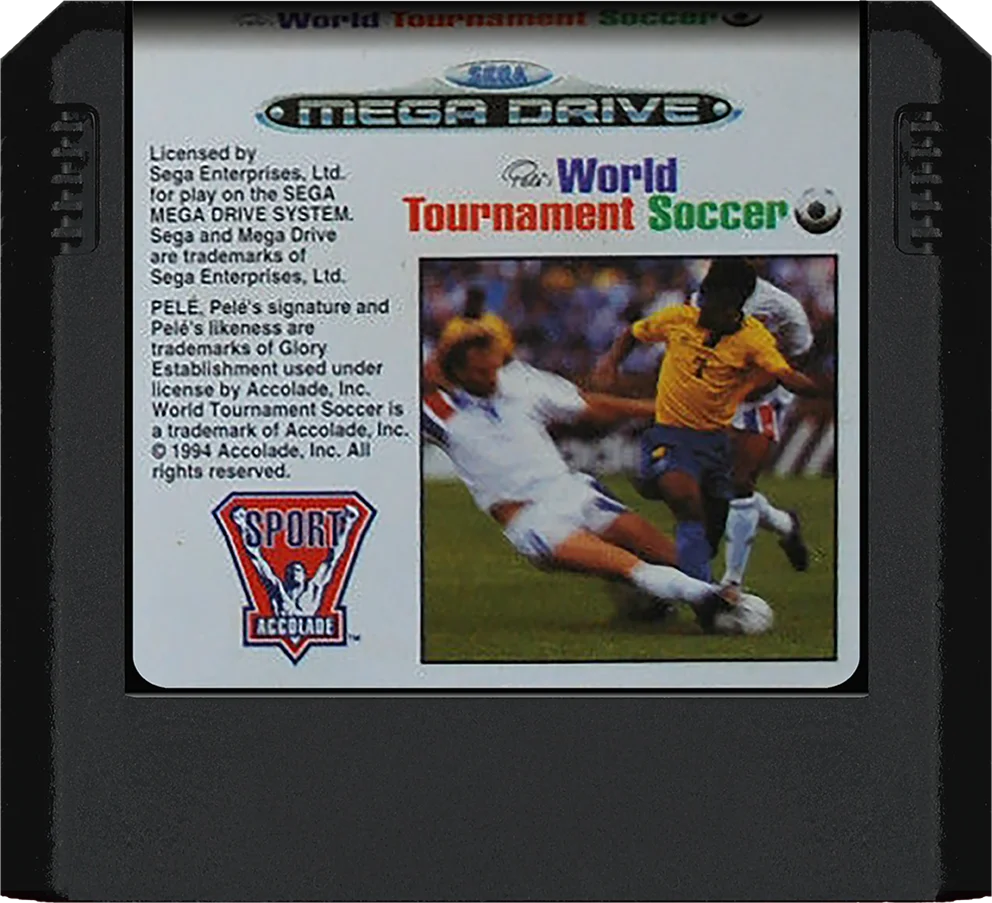 World Tournament Soccer
SEGA
MEGA DRIVE
Licensed by
Sega Enterprises, Ltd.
for play on the SEGA
MEGA DRIVE SYSTEM.
Sega and Mega Drive
are trademarks of
Sega Enterprises, Ltd.
PELÉ, Pelé's signature and
Pelé's likeness are
trademarks of Glory
Establishment used under
license by Accolade, Inc.
World Tournament Soccer is
a trademark of Accolade, Inc.
© 1994 Accolade, Inc. All
rights reserved.
SPORT
ACCOLADE
TM
Pelé's World
Tournament Soccer
7